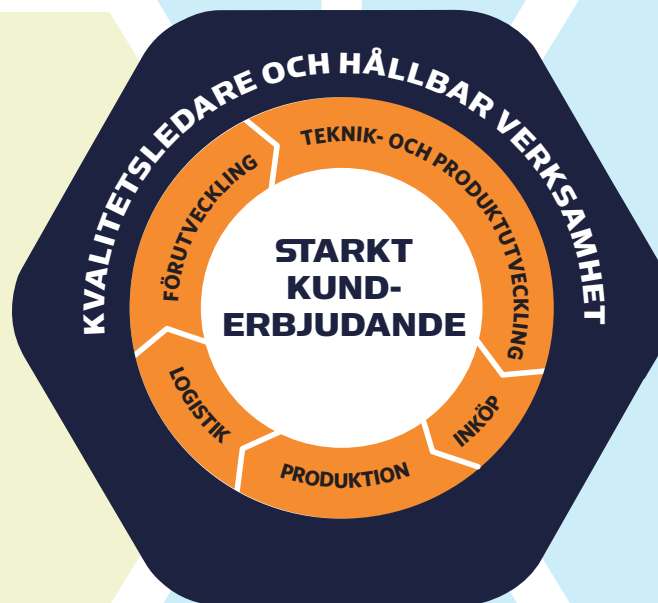 KVALITETSLEDARE OCH HÅLLBAR VERKSAMHET
FÖRUTVECKLING
TEKNIK- OCH PRODUKTUTVECKLING
INKÖP
PRODUKTION
LOGISTIK
STARKT
KUND-
ERBJUDANDE